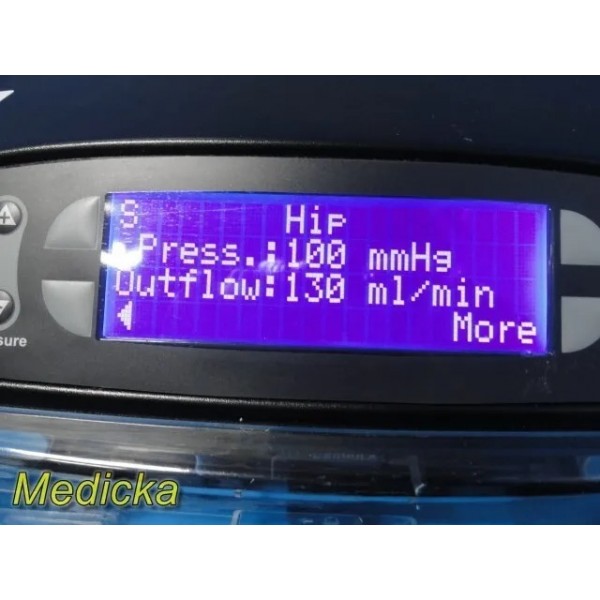 S Hip
Press.:100 mmHg
Outflow:130 ml/min
More
sure
Medicka